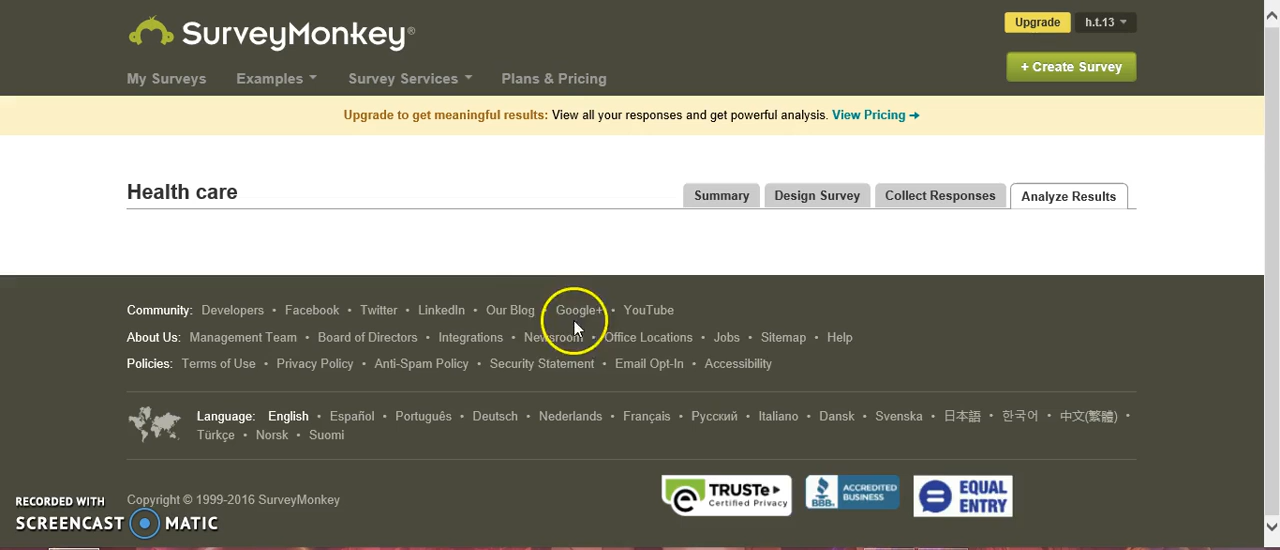 SurveyMonkey®
Upgrade h.t.13
My Surveys Examples Survey Services Plans & Pricing
+ Create Survey
Upgrade to get meaningful results: View all your responses and get powerful analysis. View Pricing →
Health care
Summary Design Survey Collect Responses Analyze Results
Community: Developers • Facebook • Twitter • LinkedIn • Our Blog • Google+ • YouTube
About Us: Management Team • Board of Directors • Integrations • Newsroom • Office Locations • Jobs • Sitemap • Help
Policies: Terms of Use • Privacy Policy • Anti-Spam Policy • Security Statement • Email Opt-In • Accessibility
Language: English • Español • Português • Deutsch • Nederlands • Français • Русский • Italiano • Dansk • Svenska • 日本語 • 한국어 • 中文(繁體) •
Türkçe • Norsk • Suomi
Copyright © 1999-2016 SurveyMonkey
TRUSTe
Certified Privacy
BBB
ACCREDITED
BUSINESS
EQUAL
ENTRY
RECORDED WITH
SCREENCAST MATIC